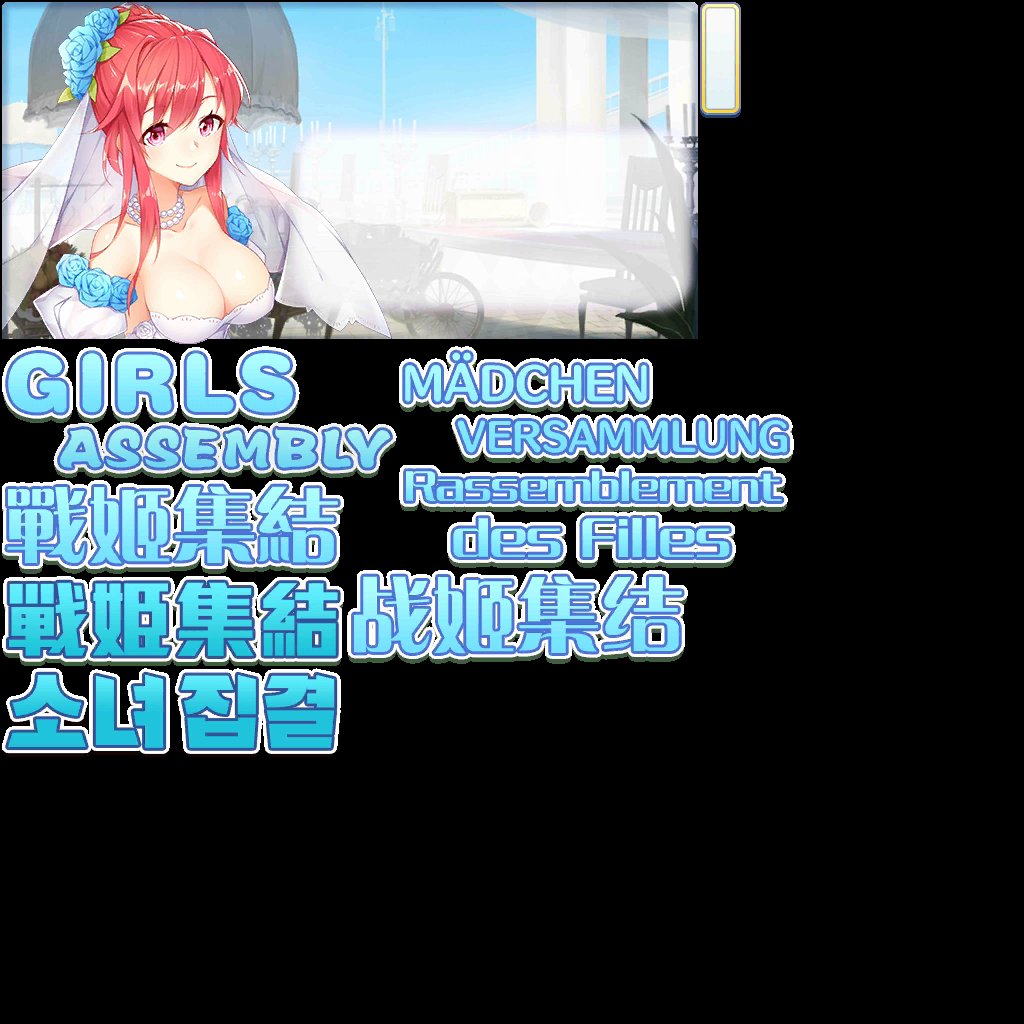 GIRLS
ASSEMBLY
MÄDCHEN
VERSAMMLUNG
Rassemblement
des Filles
戰姬集結
戰姫集結
战姬集结
소녀 집결